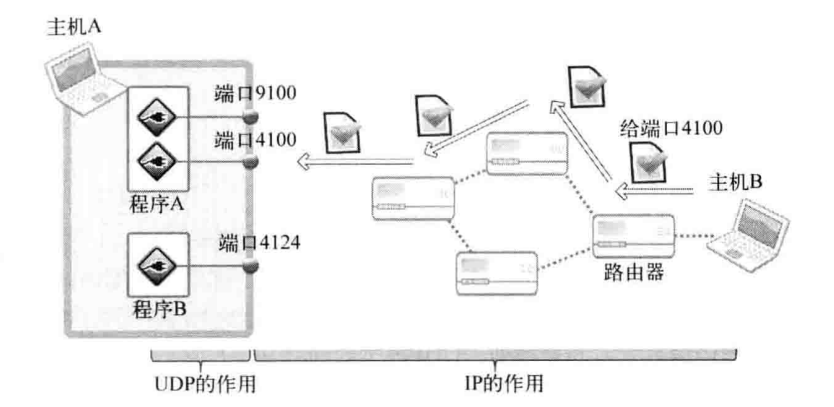 主机A
端口9100
端口4100
给端口4100
主机B
程序A
端口4124
路由器
程序B
UDP的作用
IP的作用